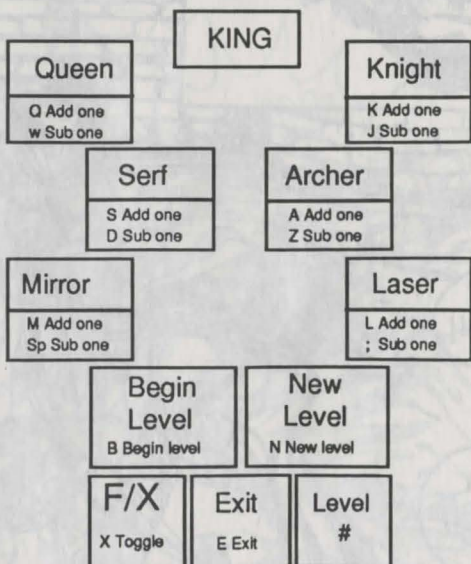 KING
Queen
Q Add one
w Sub one
Knight
K Add one
J Sub one
Serf
S Add one
D Sub one
Archer
A Add one
Z Sub one
Mirror
M Add one
Sp Sub one
Laser
L Add one
; Sub one
Begin
Level
B Begin level
New
Level
N New level
F/X
X Toggle
Exit
E Exit
Level
#